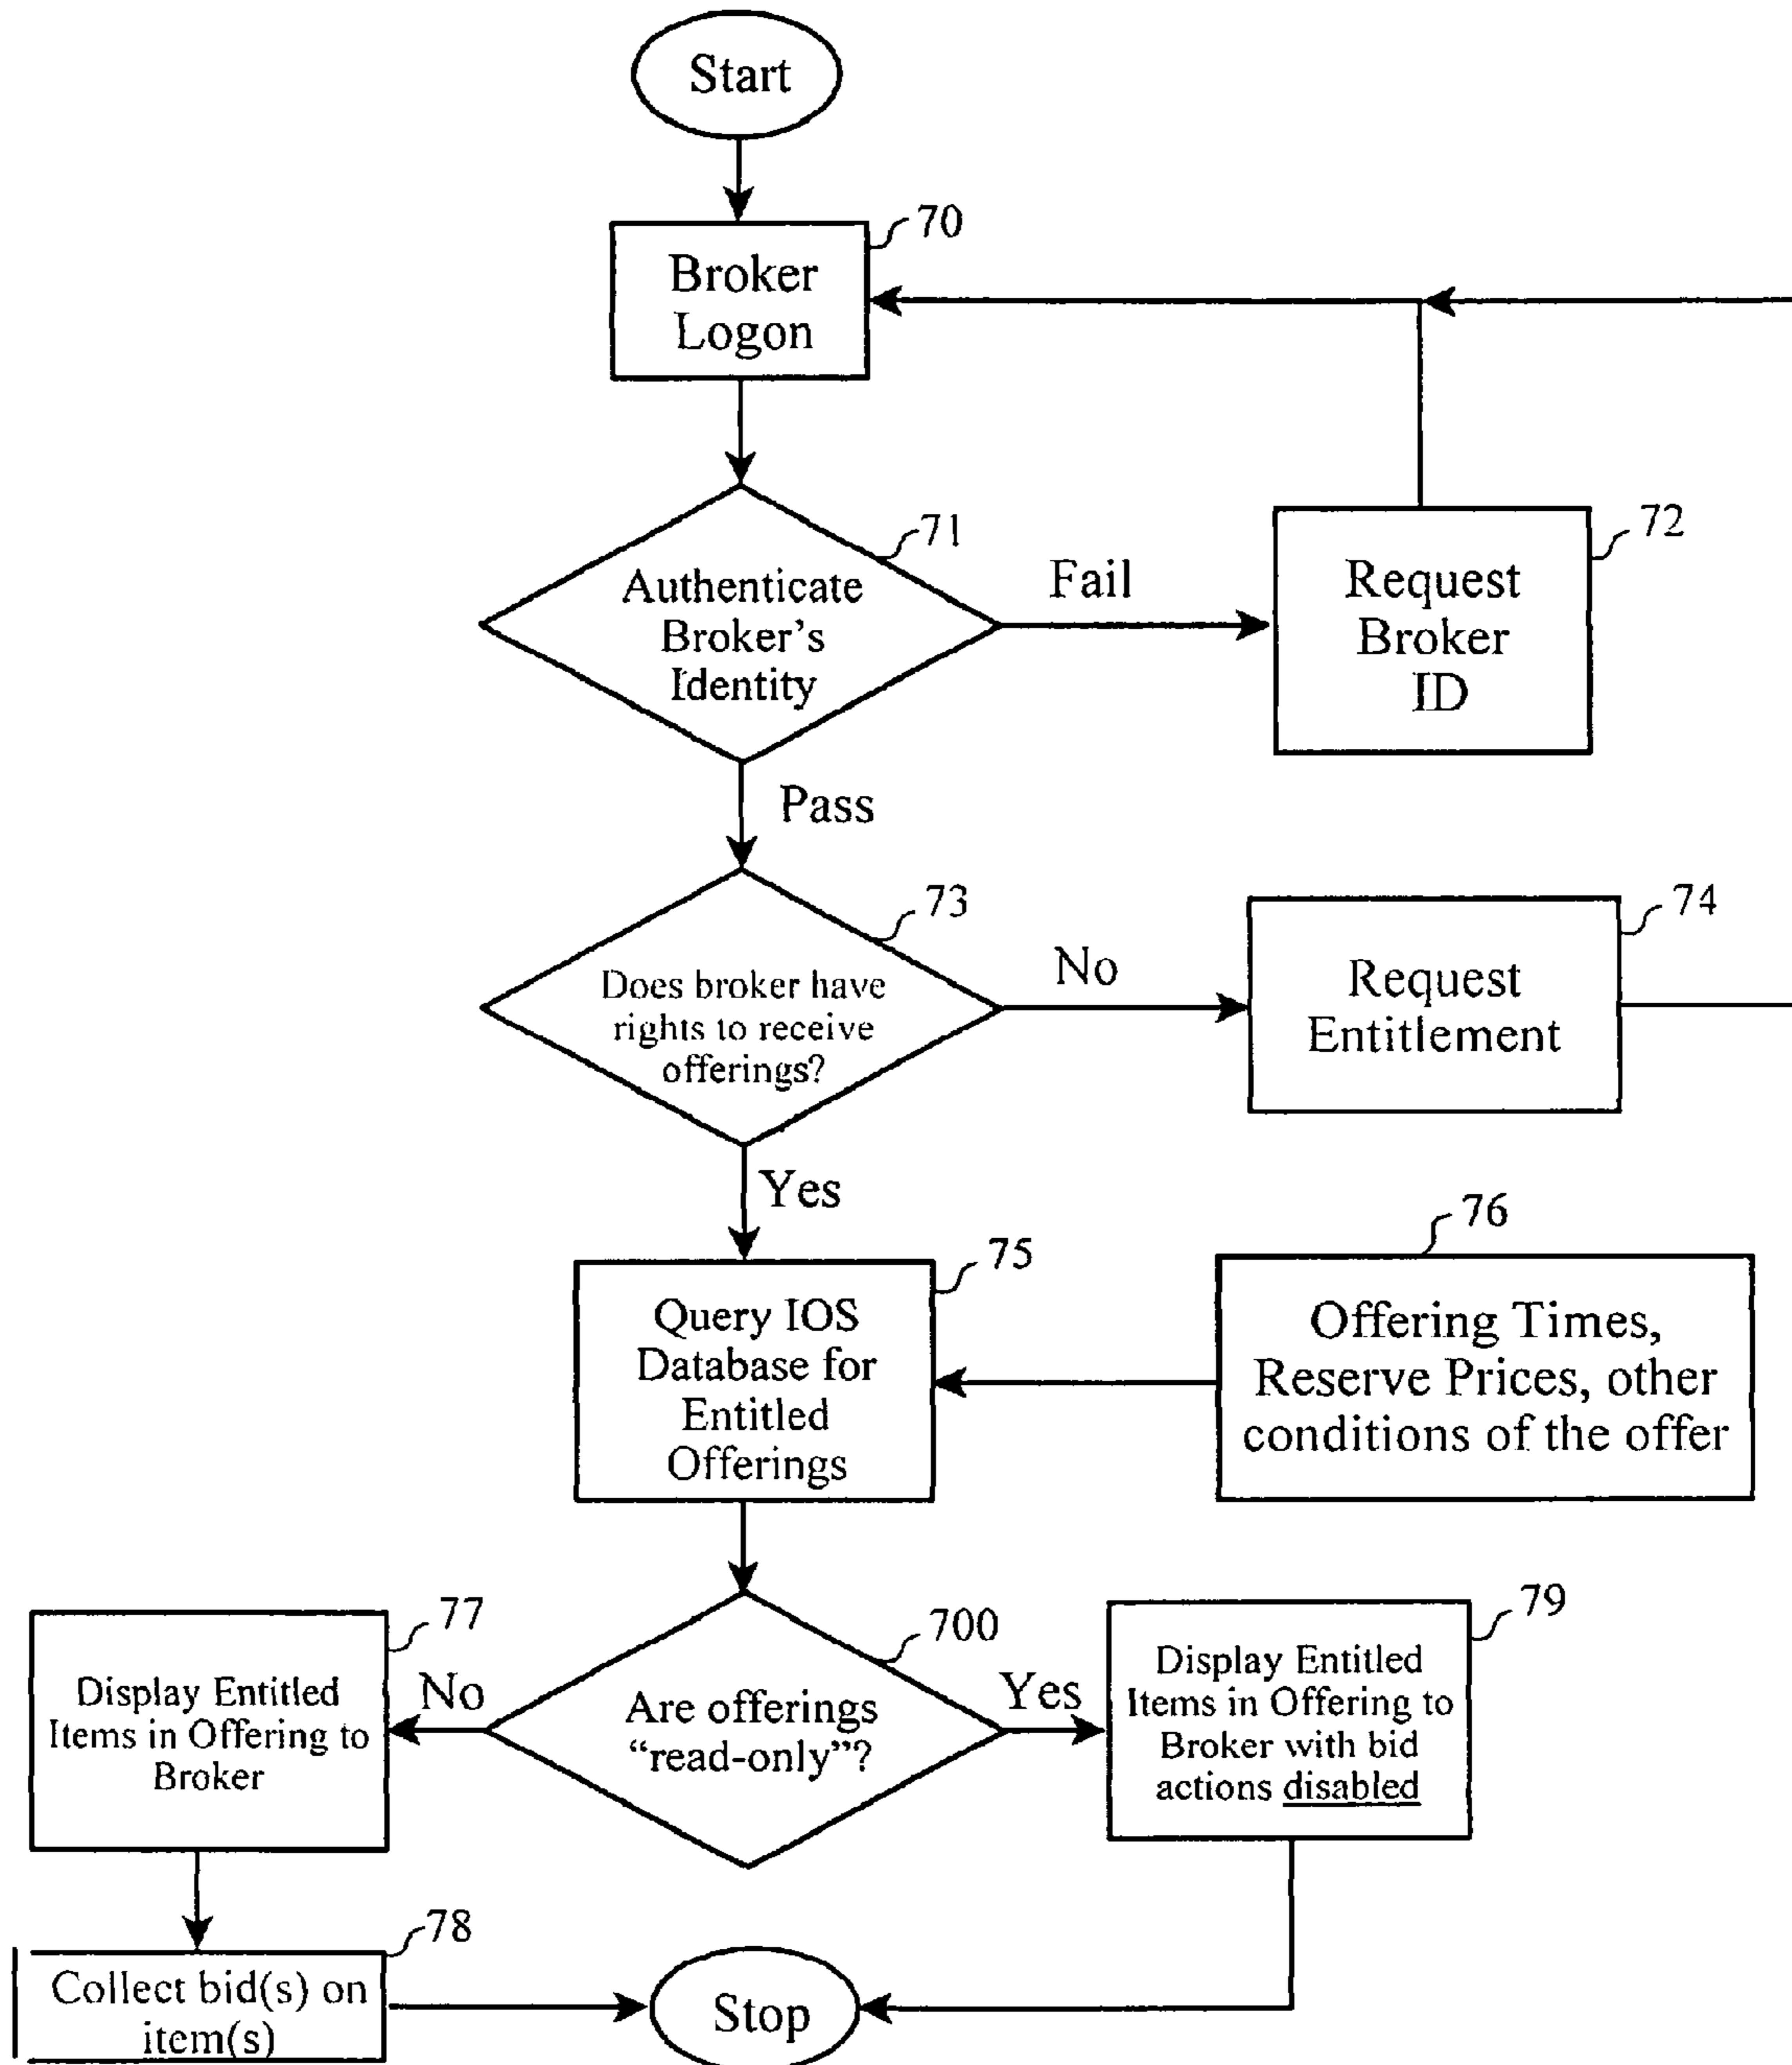 Start
70
Broker
Logon
71
Authenticate
Broker's
Identity
Fail
72
Request
Broker
ID
Pass
73
Does broker have
rights to receive
offerings?
No
74
Request
Entitlement
Yes
75
Query IOS
Database for
Entitled
Offerings
76
Offering Times,
Reserve Prices, other
conditions of the offer
77
Display Entitled
Items in Offering to
Broker
No
700
Are offerings
“read-only”?
Yes
79
Display Entitled
Items in Offering to
Broker with bid
actions disabled
78
Collect bid(s) on
item(s)
Stop